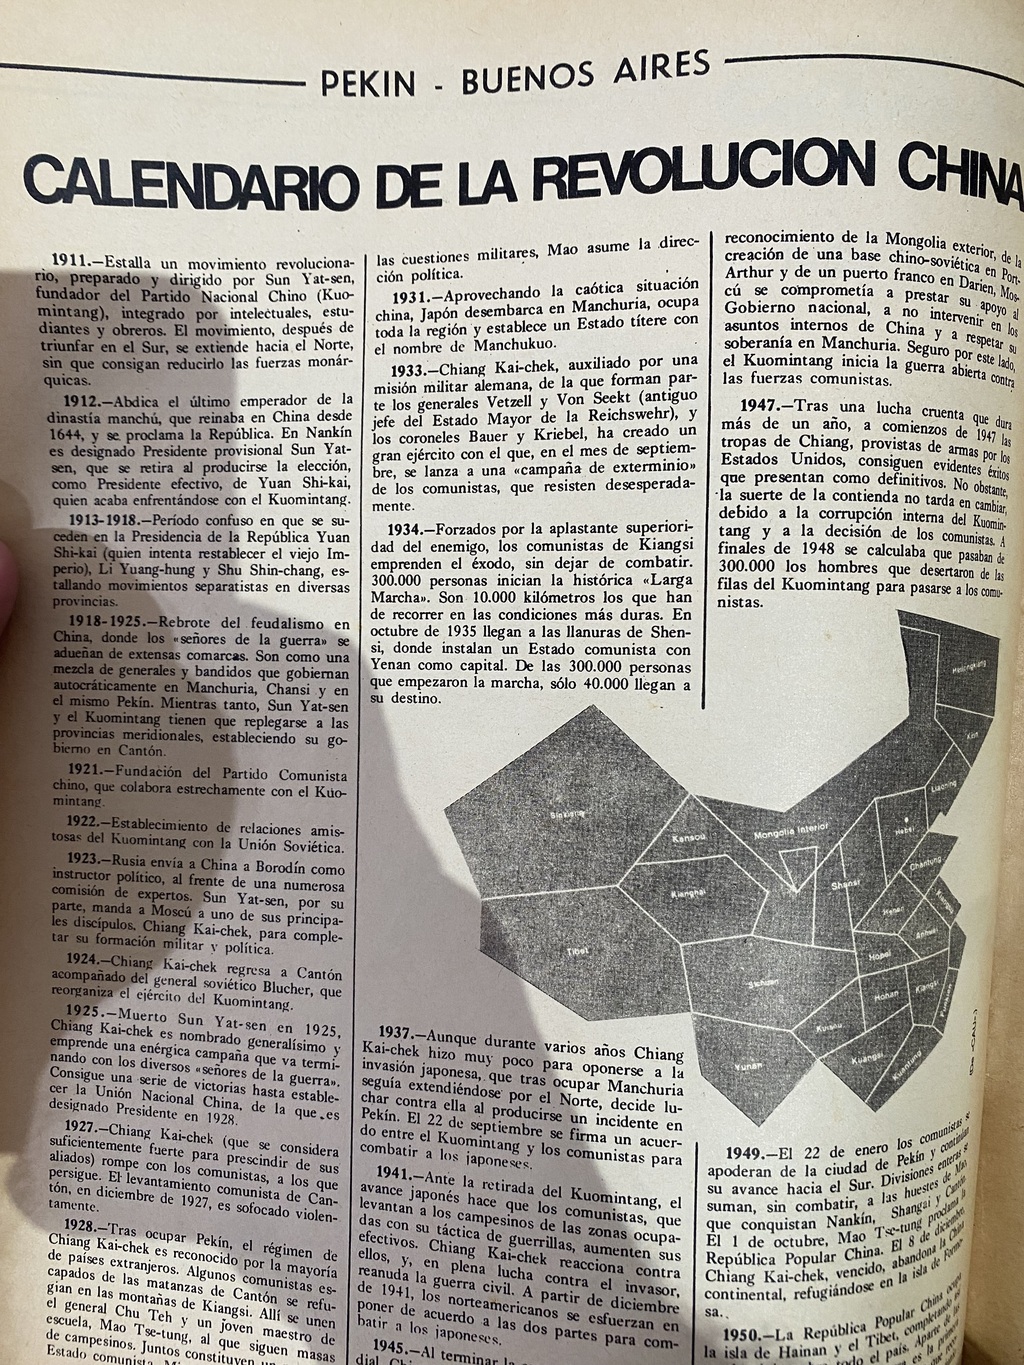 PEKIN - BUENOS AIRES
CALENDARIO DE LA REVOLUCION CHINA
1911.—Estalla un movimiento revoluciona-
rio, preparado y dirigido por Sun Yat-sen,
fundador del Partido Nacional Chino (Kuo-
mintang), integrado por intelectuales, estu-
diantes y obreros. El movimiento, después de
triunfar en el Sur, se extiende hacia el Norte,
sin que consigan reducirlo las fuerzas monár-
quicas.
1912.—Abdica el último emperador de la
dinastía manchú, que reinaba en China desde
1644, y se proclama la República. En Nankín
es designado Presidente provisional Sun Yat-
sen, que se retira al producirse la elección,
como Presidente efectivo, de Yuan Shi-kai,
quien acaba enfrentándose con el Kuomintang.
1913-1918.—Período confuso en que se su-
ceden en la Presidencia de la República Yuan
Shi-kai (quien intenta restablecer el viejo Im-
perio), Li Yuang-hung y Shu Shin-chang, es-
tallando movimientos separatistas en diversas
provincias.
1918-1925.—Rebrote del feudalismo en
China, donde los «señores de la guerra» se
adueñan de extensas comarcas. Son como una
mezcla de generales y bandidos que gobiernan
autocráticamente en Manchuria, Chansi y en
el mismo Pekín. Mientras tanto, Sun Yat-sen
y el Kuomintang tienen que replegarse a las
provincias meridionales, estableciendo su go-
bierno en Cantón.
1921.—Fundación del Partido Comunista
chino, que colabora estrechamente con el Kuo-
mintang.
1922.—Establecimiento de relaciones amis-
tosas del Kuomintang con la Unión Soviética.
1923.—Rusia envía a China a Borodín como
instructor político, al frente de una numerosa
comisión de expertos. Sun Yat-sen, por su
parte, manda a Moscú a uno de sus principa-
les discípulos, Chiang Kai-chek, para comple-
tar su formación militar y política.
1924.—Chiang Kai-chek regresa a Cantón
acompañado del general soviético Blucher, que
reorganiza el ejército del Kuomintang.
1925.—Muerto Sun Yat-sen en 1925,
Chiang Kai-chek es nombrado generalísimo y
emprende una enérgica campaña que va termi-
nando con los diversos «señores de la guerra».
Consigue una serie de victorias hasta estable-
cer la Unión Nacional China, de la que es
designado Presidente en 1928.
1927.—Chiang Kai-chek (que se considera
suficientemente fuerte para prescindir de sus
aliados) rompe con los comunistas, a los que
persigue. El levantamiento comunista de Can-
tón, en diciembre de 1927, es sofocado violen-
tamente.
1928.—Tras ocupar Pekín, el régimen de
Chiang Kai-chek es reconocido por la mayoría
de países extranjeros. Algunos comunistas es-
capados de las matanzas de Cantón se refu-
gian en las montañas de Kiangsi. Allí se unen
el general Chu Teh y un joven maestro de
escuela, Mao Tse-tung, al que siguen masas
de campesinos. Juntos constituyen
Estado comunista.
las cuestiones militares, Mao asume la direc-
ción política.
1931.—Aprovechando la caótica situación
china, Japón desembarca en Manchuria, ocupa
toda la región y establece un Estado títere con
el nombre de Manchukuo.
1933.—Chiang Kai-chek, auxiliado por una
misión militar alemana, de la que forman par-
te los generales Vetzell y Von Seekt (antiguo
jefe del Estado Mayor de la Reichswehr), y
los coroneles Bauer y Kriebel, ha creado un
gran ejército con el que, en el mes de septiem-
bre, se lanza a una «campaña de exterminio»
de los comunistas, que resisten desesperada-
mente.
1934.—Forzados por la aplastante superiori-
dad del enemigo, los comunistas de Kiangsi
emprenden el éxodo, sin dejar de combatir.
300.000 personas inician la histórica «Larga
Marcha». Son 10.000 kilómetros los que han
de recorrer en las condiciones más duras. En
octubre de 1935 llegan a las llanuras de Shen-
si, donde instalan un Estado comunista con
Yenan como capital. De las 300.000 personas
que empezaron la marcha, sólo 40.000 llegan a
su destino.
1937.—Aunque durante varios años Chiang
Kai-chek hizo muy poco para oponerse a la
invasión japonesa, que tras ocupar Manchuria
seguía extendiéndose por el Norte, decide lu-
char contra ella al producirse un incidente en
Pekín. El 22 de septiembre se firma un acuer-
do entre el Kuomintang y los comunistas para
combatir a los japoneses.
1941.—Ante la retirada del Kuomintang, el
avance japonés hace que los comunistas, que
levantan a los campesinos de las zonas ocupa-
das con su táctica de guerrillas, aumenten sus
efectivos. Chiang Kai-chek reacciona contra
ellos, y, en plena lucha contra el invasor,
reanuda la guerra civil. A partir de diciembre
de 1941, los norteamericanos se esfuerzan en
poner de acuerdo a las dos partes para com-
batir a los japoneses.
1945.—Al terminar la
reconocimiento de la Mongolia exterior, de la
creación de una base chino-soviética en Port-
Arthur y de un puerto franco en Darien, Mos-
cú se comprometía a prestar su apoyo al
Gobierno nacional, a no intervenir en los
asuntos internos de China y a respetar su
soberanía en Manchuria. Seguro por este lado,
el Kuomintang inicia la guerra abierta contra
las fuerzas comunistas.
1947.—Tras una lucha cruenta que dura
más de un año, a comienzos de 1947 las
tropas de Chiang, provistas de armas por los
Estados Unidos, consiguen evidentes éxitos
que presentan como definitivos. No obstante,
la suerte de la contienda no tarda en cambiar,
debido a la corrupción interna del Kuomin-
tang y a la decisión de los comunistas. A
finales de 1948 se calculaba que pasaban de
300.000 los hombres que desertaron de las
filas del Kuomintang para pasarse a los comu-
nistas.
Heilongkiang
Kirin
Liaoning
Sinkiang
Kansou
Mongolia Interior
Hebei
Kianghai
Shensi
Chantung
Henan
Anhwei
Tibet
Hopei
Sichuan
Honan
Kiangsi
Kuisou
Yunan
Kuangsi
Kuantung
1949.—El 22 de enero los comunistas se
apoderan de la ciudad de Pekín y continúan
su avance hacia el Sur. Divisiones enteras se
suman, sin combatir, a las huestes de Mao,
que conquistan Nankín, Shangai y Cantón.
El 1 de octubre, Mao Tse-tung proclama la
República Popular China. El 8 de diciembre,
Chiang Kai-chek, vencido, abandona la China
continental, refugiándose en la isla de Formo-
sa.
1950.—La República Popular China ocupa
la isla de Hainan y el Tibet, completando
todo el país. Aparte de